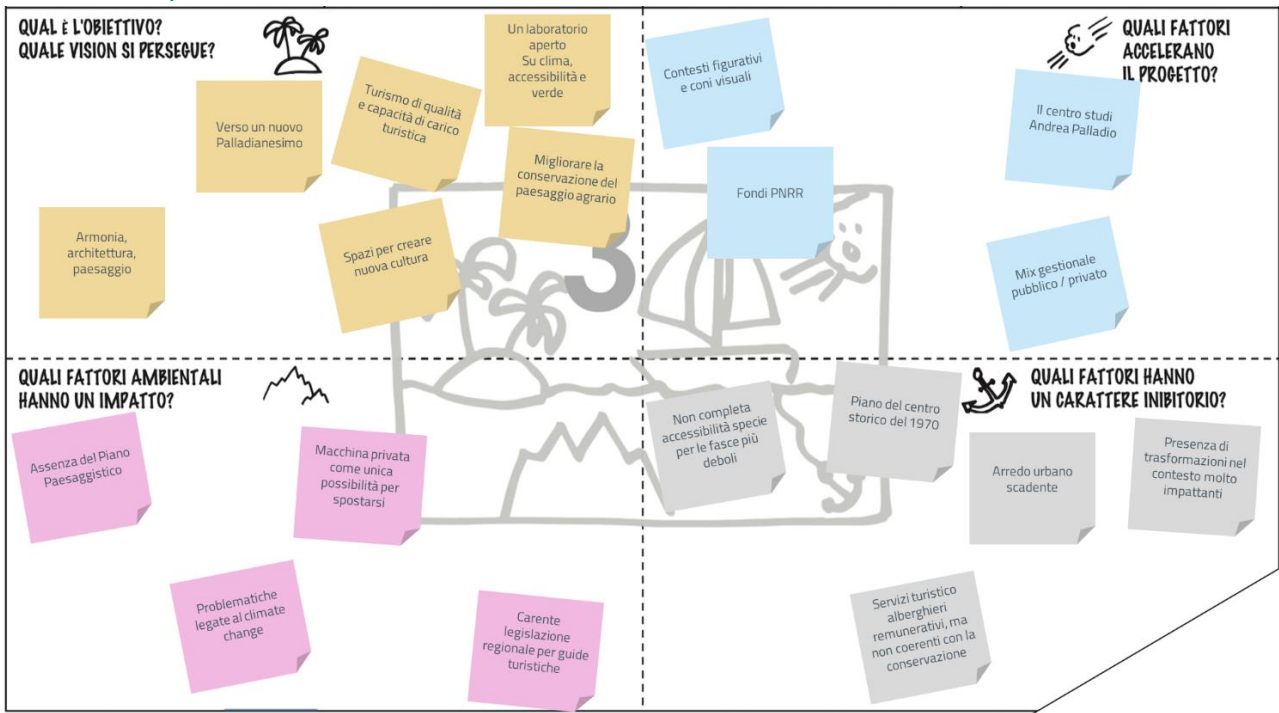 QUAL È L'OBIETTIVO?
QUALE VISION SI PERSEGUE?
Un laboratorio
aperto
Su clima,
accessibilità e
verde
Turismo di qualità
e capacità di carico
turistica
Verso un nuovo
Palladianesimo
Migliorare la
conservazione del
paesaggio agrario
Armonia,
architettura,
paesaggio
Spazi per creare
nuova cultura
3
QUALI FATTORI
ACCELERANO
IL PROGETTO?
Contesti figurativi
e coni visuali
Il centro studi
Andrea Palladio
Fondi PNRR
Mix gestionale
pubblico / privato
QUALI FATTORI AMBIENTALI
HANNO UN IMPATTO?
Assenza del Piano
Paesaggistico
Macchina privata
come unica
possibilità per
spostarsi
Problematiche
legate al climate
change
Carente
legislazione
regionale per guide
turistiche
QUALI FATTORI HANNO
UN CARATTERE INIBITORIO?
Non completa
accessibilità specie
per le fasce più
deboli
Piano del centro
storico del 1970
Arredo urbano
scadente
Presenza di
trasformazioni nel
contesto molto
impattanti
Servizi turistico
alberghieri
remunerativi, ma
non coerenti con la
conservazione